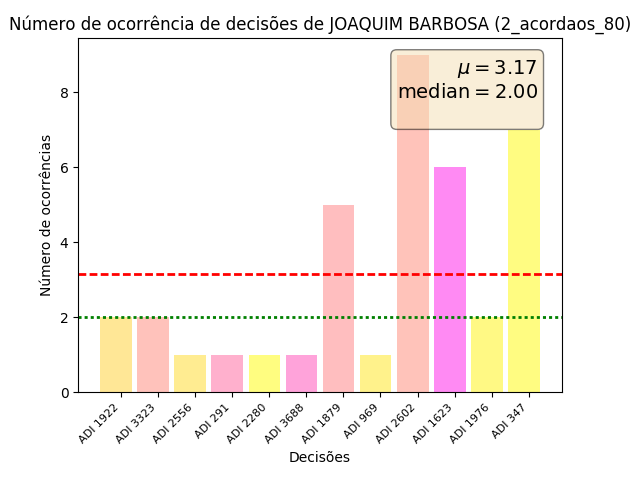 Número de ocorrência de decisões de JOAQUIM BARBOSA (2_acordaos_80)
μ = 3.17
median = 2.00
Número de ocorrências
8
6
4
2
0
ADI 1922
ADI 3323
ADI 2556
ADI 291
ADI 2280
ADI 3688
ADI 1879
ADI 969
ADI 2602
ADI 1623
ADI 1976
ADI 347
Decisões